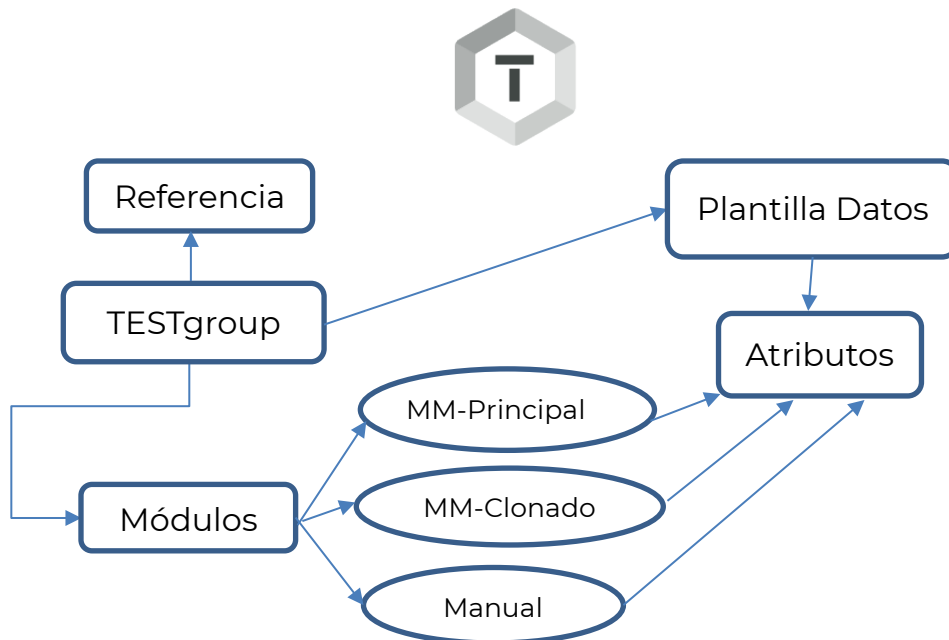 T
Referencia
Plantilla Datos
TESTgroup
Atributos
MM-Principal
MM-Clonado
Módulos
Manual